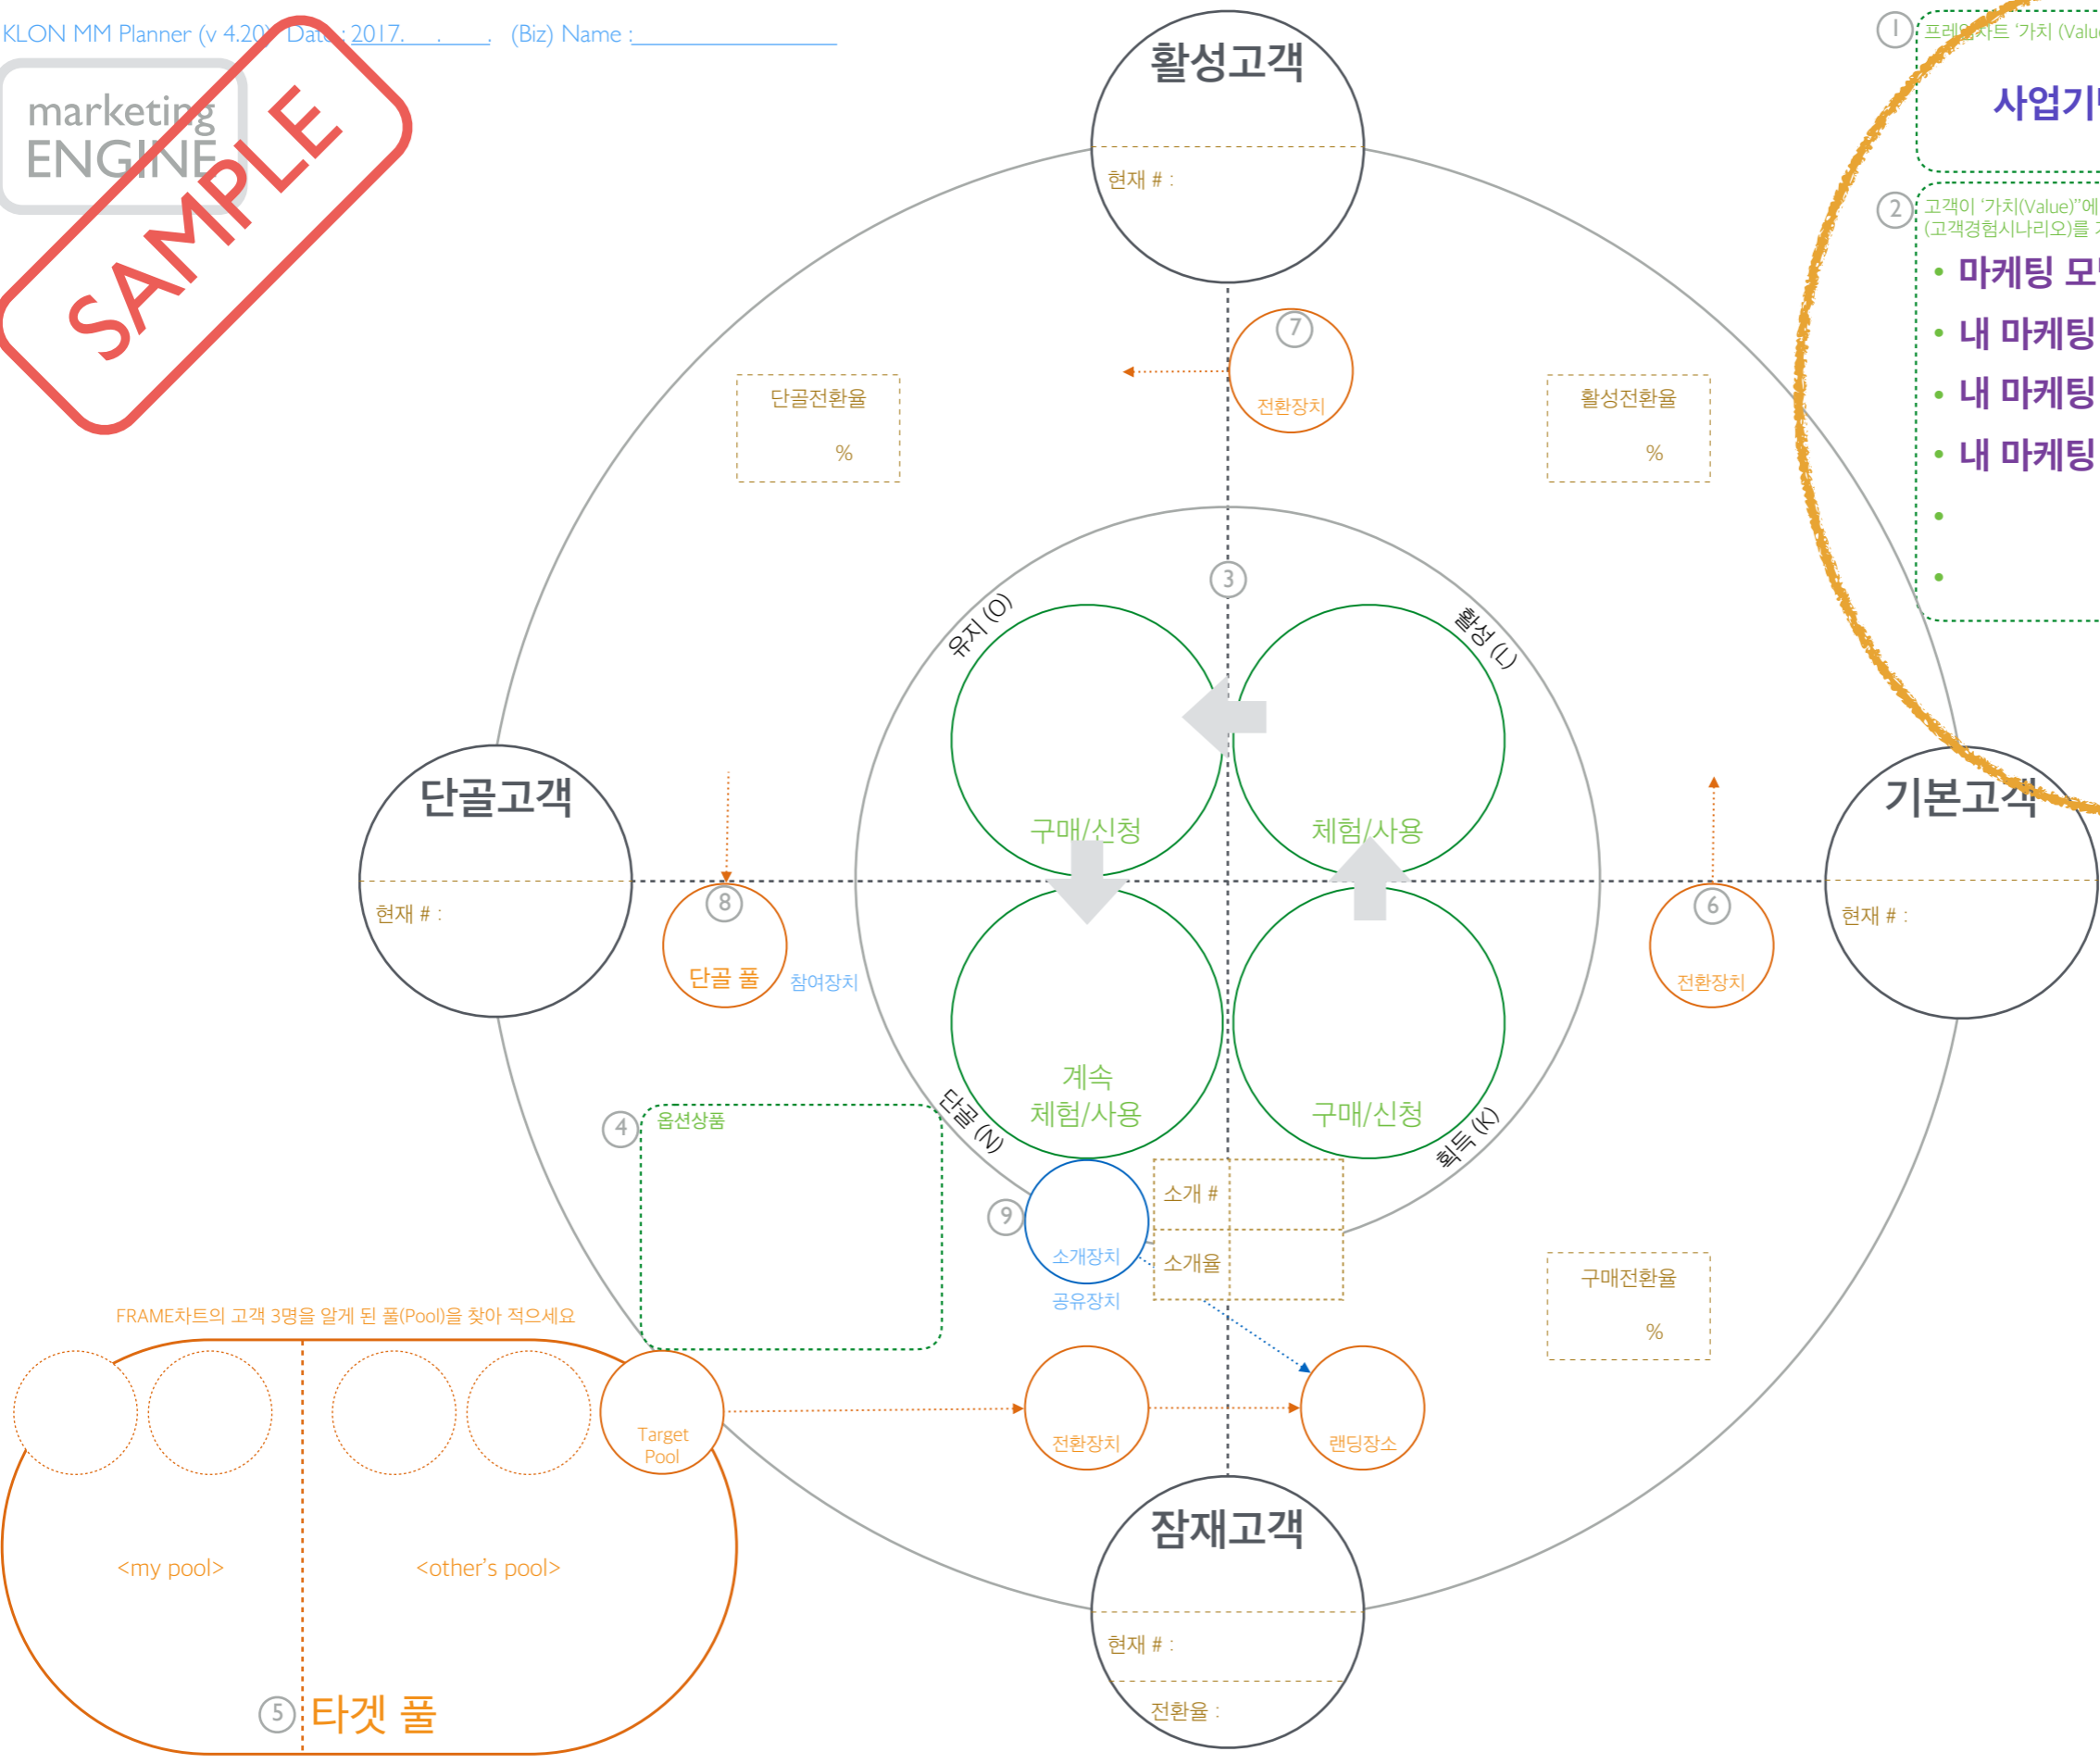 KLON MM Planner (v 4.20) Date : 2017. . . (Biz) Name :
marketing
ENGINE
SAMPLE
활성고객
현재 # :
1
프레임차트 '가치 (Value
사업기
2
고객이 '가치(Value)"에
(고객경험시나리오)를
• 마케팅
• 내 마케팅
• 내 마케팅
• 내 마케팅
•
•
7
전환장치
단골전환율
%
활성전환율
%
3
유지 (O)
활성 (L)
구매/신청
체험/사용
단골고객
현재 # :
기본고객
현재 # :
8
단골 풀
참여장치
6
전환장치
계속
체험/사용
구매/신청
단골 (N)
획득 (K)
4
옵션상품
9
소개장치
공유장치
소개 #
소개율
구매전환율
%
FRAME차트의 고객 3명을 알게 된 풀(Pool)을 찾아 적으세요
Target
Pool
전환장치
랜딩장소
<my pool>
<other's pool>
5
타겟 풀
잠재고객
현재 # :
전환율 :